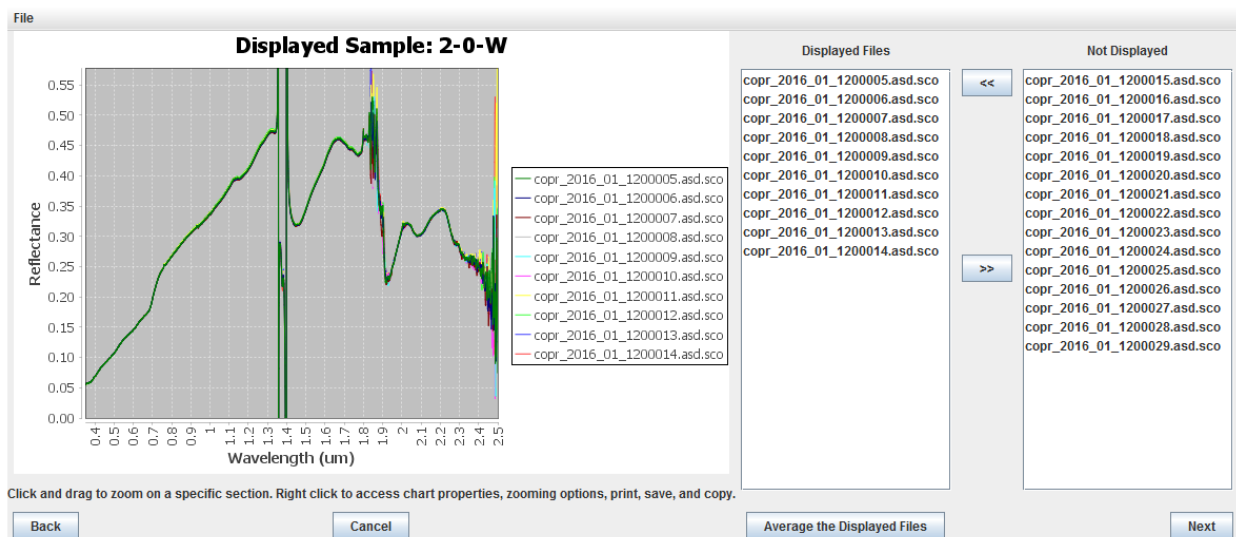 File
Displayed Sample: 2-0-W
Reflectance
0.55
0.50
0.45
0.40
0.35
0.30
0.25
0.20
0.15
0.10
0.05
0.00
0.4
0.5
0.6
0.7
0.8
0.9
1
1.1
1.2
1.3
1.4
1.5
1.6
1.7
1.8
1.9
2
2.1
2.2
2.3
2.4
2.5
Wavelength (um)
copr_2016_01_1200005.asd.sco
copr_2016_01_1200006.asd.sco
copr_2016_01_1200007.asd.sco
copr_2016_01_1200008.asd.sco
copr_2016_01_1200009.asd.sco
copr_2016_01_1200010.asd.sco
copr_2016_01_1200011.asd.sco
copr_2016_01_1200012.asd.sco
copr_2016_01_1200013.asd.sco
copr_2016_01_1200014.asd.sco
Displayed Files
copr_2016_01_1200005.asd.sco
copr_2016_01_1200006.asd.sco
copr_2016_01_1200007.asd.sco
copr_2016_01_1200008.asd.sco
copr_2016_01_1200009.asd.sco
copr_2016_01_1200010.asd.sco
copr_2016_01_1200011.asd.sco
copr_2016_01_1200012.asd.sco
copr_2016_01_1200013.asd.sco
copr_2016_01_1200014.asd.sco
<<
>>
Not Displayed
copr_2016_01_1200015.asd.sco
copr_2016_01_1200016.asd.sco
copr_2016_01_1200017.asd.sco
copr_2016_01_1200018.asd.sco
copr_2016_01_1200019.asd.sco
copr_2016_01_1200020.asd.sco
copr_2016_01_1200021.asd.sco
copr_2016_01_1200022.asd.sco
copr_2016_01_1200023.asd.sco
copr_2016_01_1200024.asd.sco
copr_2016_01_1200025.asd.sco
copr_2016_01_1200026.asd.sco
copr_2016_01_1200027.asd.sco
copr_2016_01_1200028.asd.sco
copr_2016_01_1200029.asd.sco
Click and drag to zoom on a specific section. Right click to access chart properties, zooming options, print, save, and copy.
Back
Cancel
Average the Displayed Files
Next